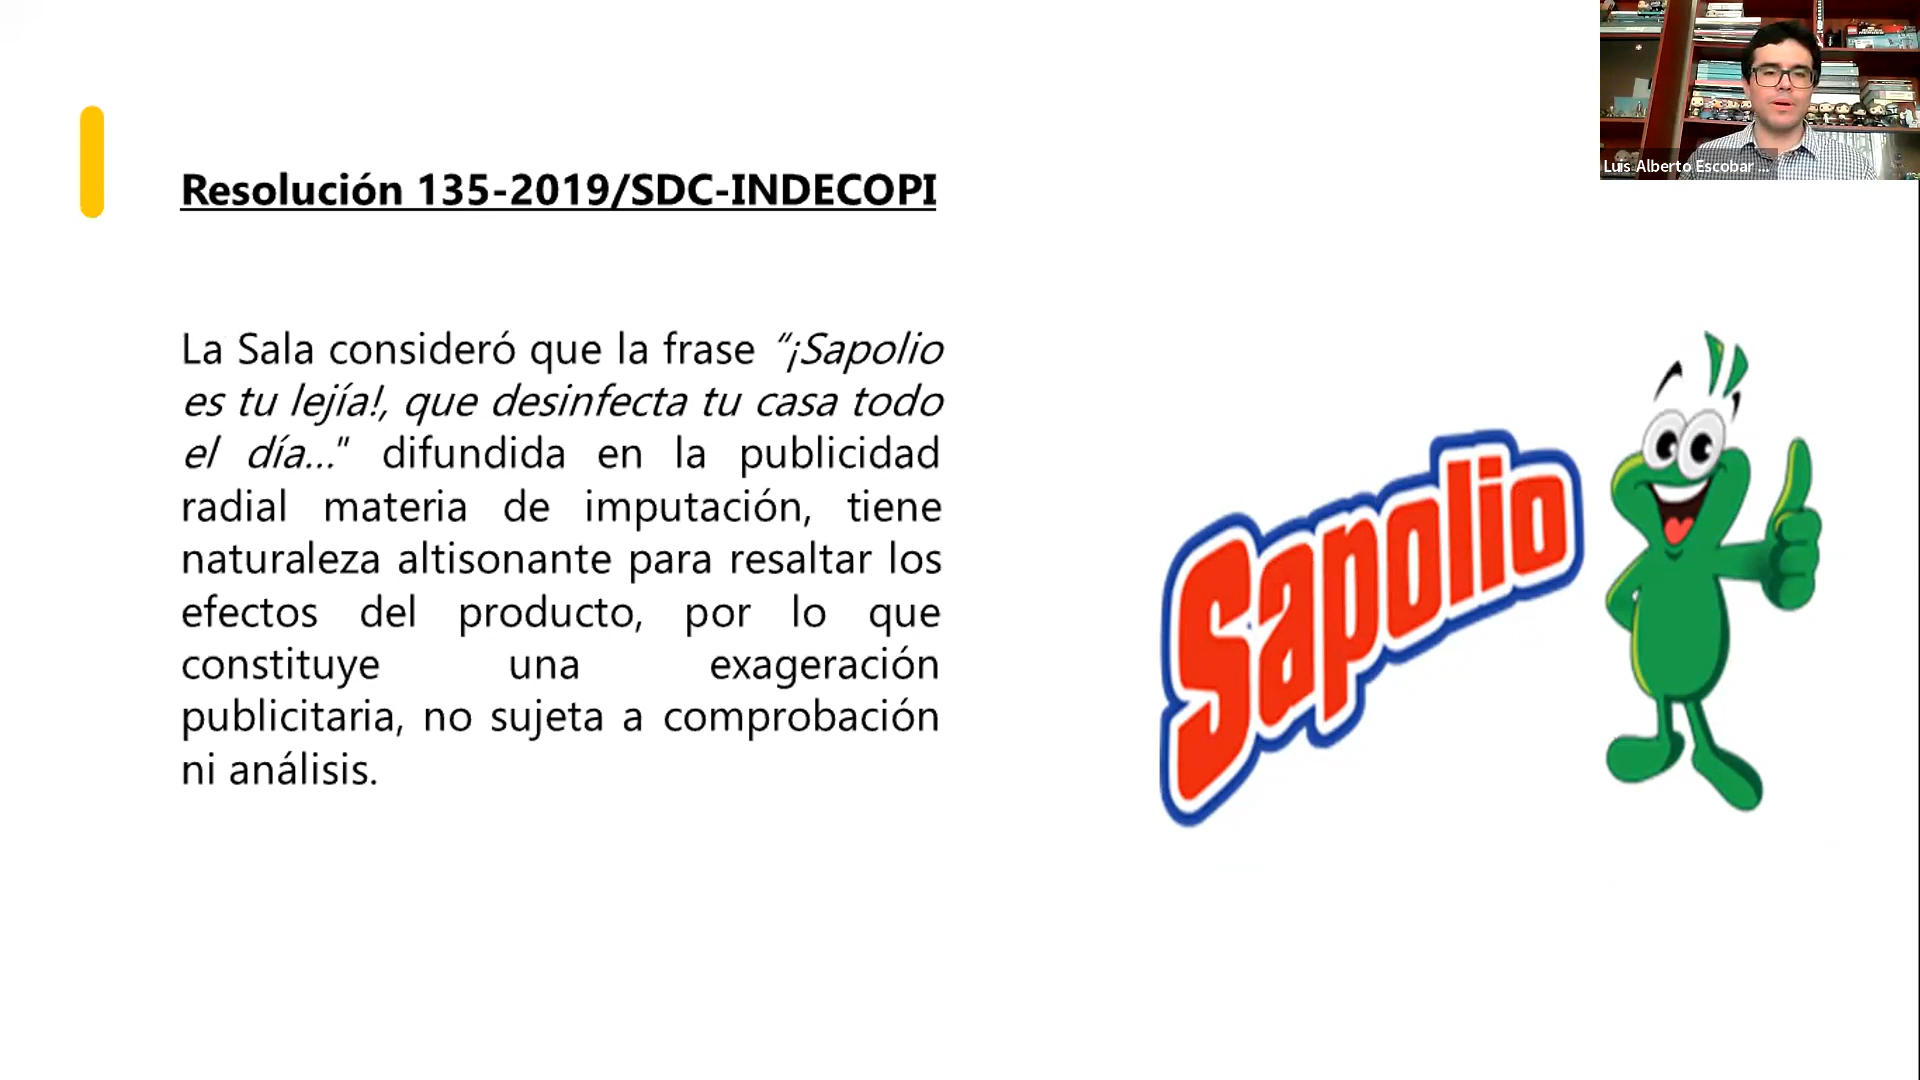 Luis Alberto Escobar ...
Resolución 135-2019/SDC-INDECOPI
La Sala consideró que la frase “¡Sapolio
es tu lejía!, que desinfecta tu casa todo
el día...” difundida en la publicidad
radial materia de imputación, tiene
naturaleza altisonante para resaltar los
efectos del producto, por lo que
constituye una exageración
publicitaria, no sujeta a comprobación
ni análisis.
Sapolio